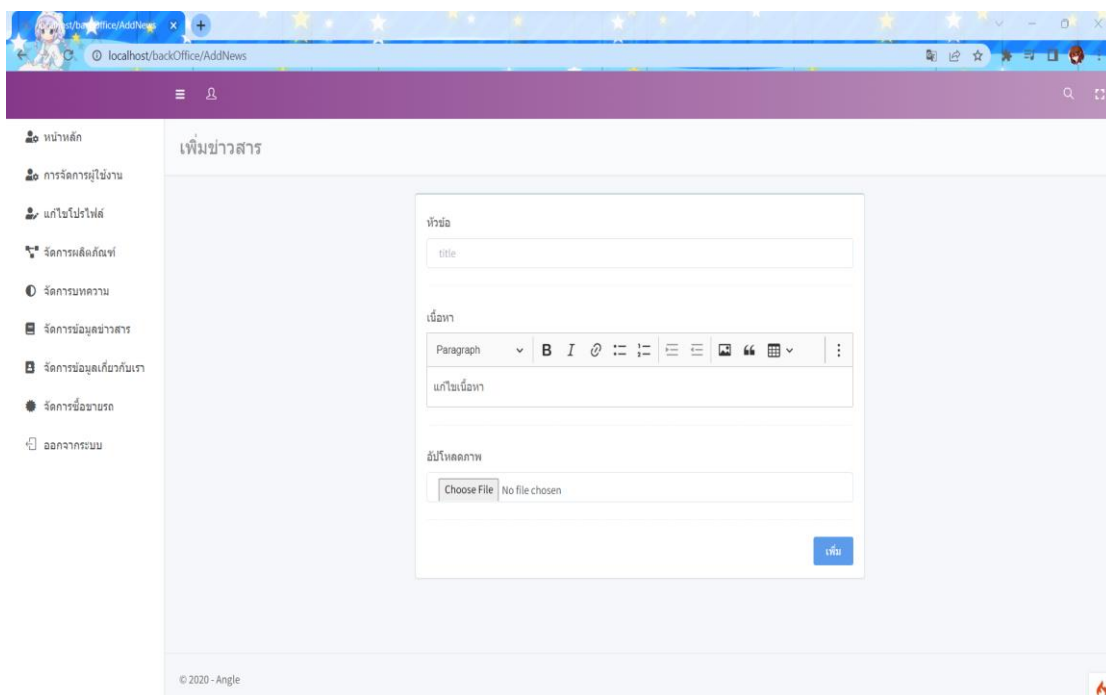 localhost/backOffice/AddNews
localhost/backOffice/AddNews
หน้าหลัก
การจัดการผู้ใช้งาน
แก้ไขโปรไฟล์
จัดการผลิตภัณฑ์
จัดการบทความ
จัดการข้อมูลข่าวสาร
จัดการข้อมูลเกี่ยวกับเรา
จัดการซื้อขายรถ
ออกจากระบบ
เพิ่มข่าวสาร
หัวข้อ
title
เนื้อหา
Paragraph
แก้ไขเนื้อหา
อัปโหลดภาพ
Choose File No file chosen
เพิ่ม
© 2020 - Angle